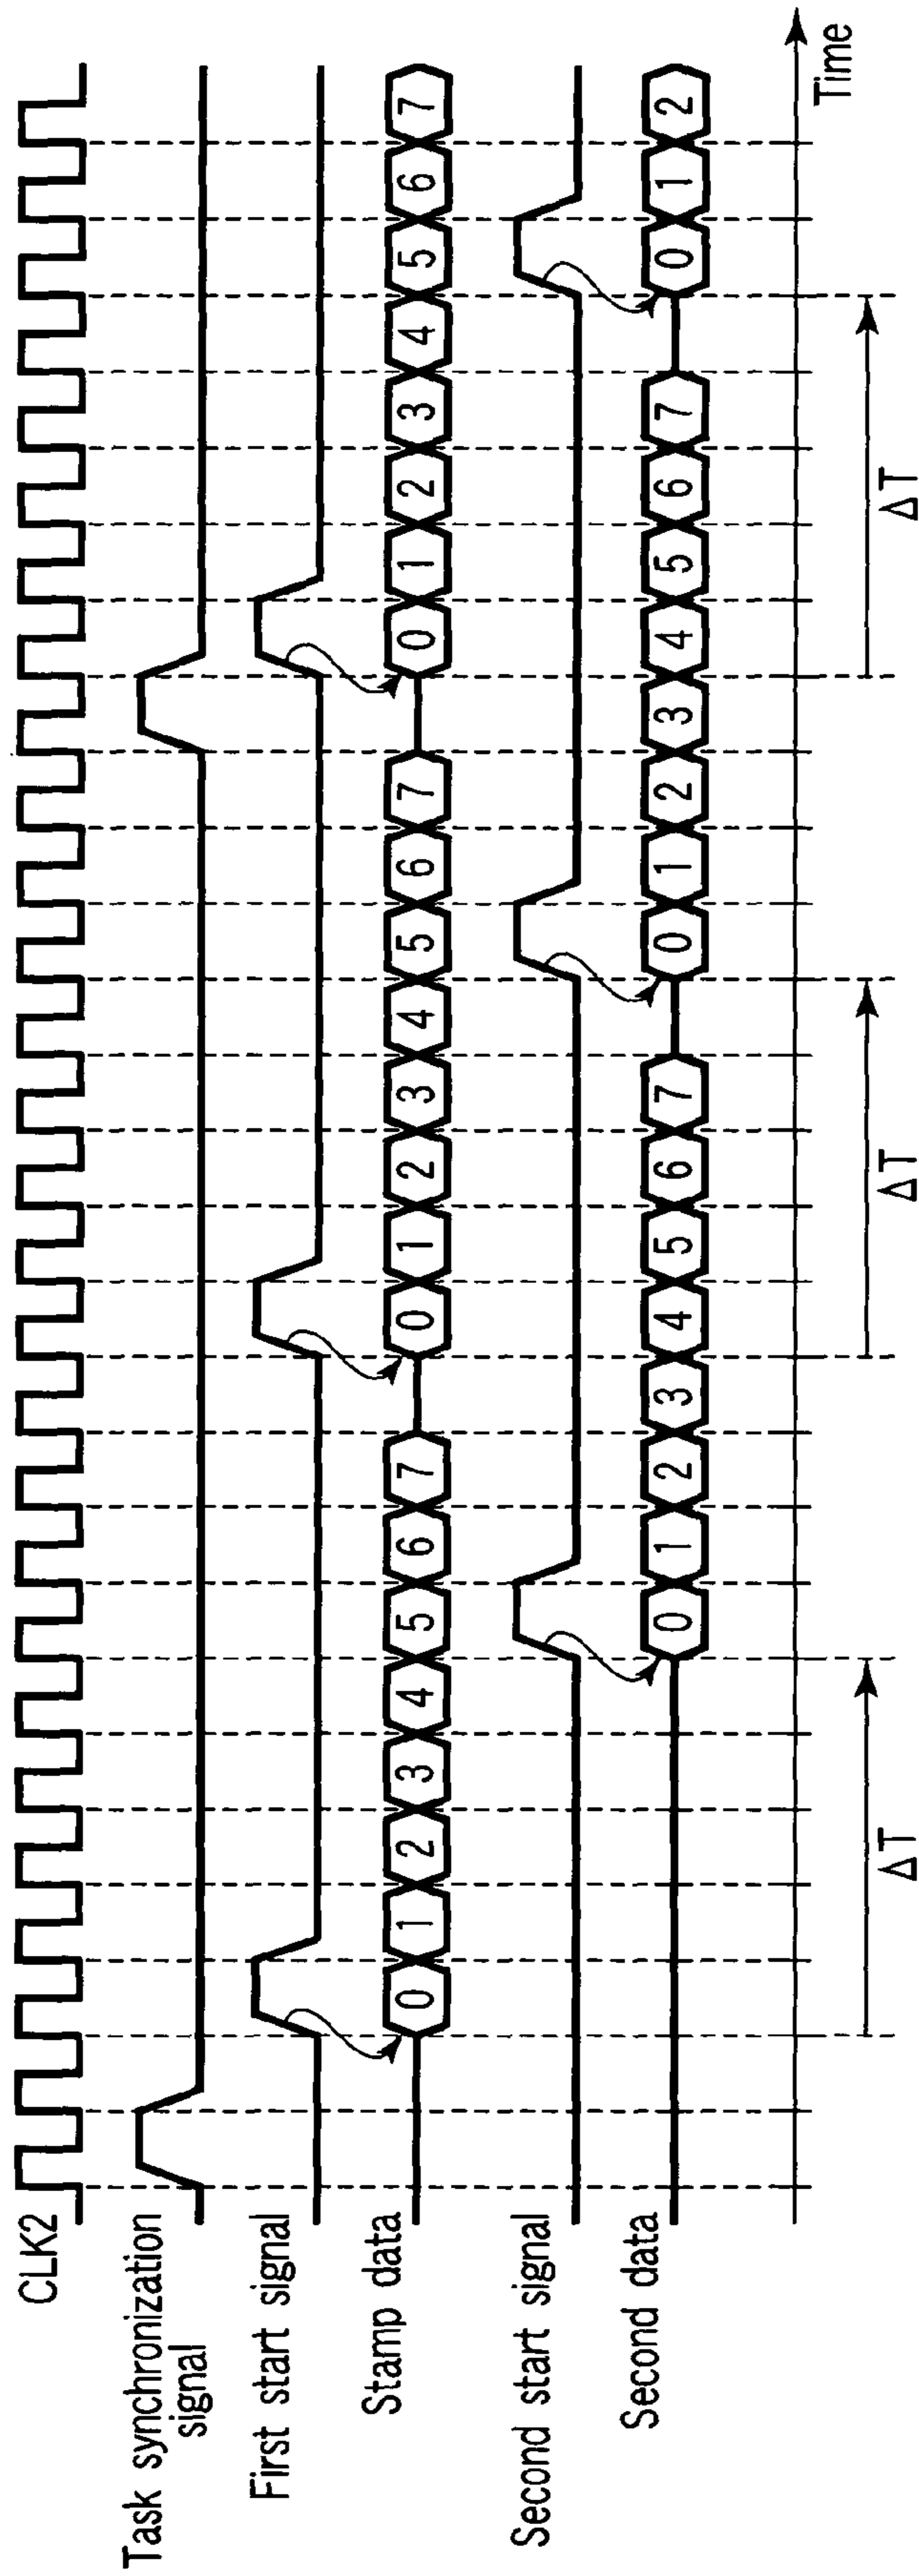 CLK2
Task synchronization
signal
First start signal
Stamp data
0 1 2 3 4 5 6 7 0 1 2 3 4 5 6 7 0 1 2 3 4 5 6 7
Second start signal
Second data
0 1 2 3 4 5 6 7 0 1 2 3 4 5 6 7 0 1 2
Time
ΔT ΔT ΔT